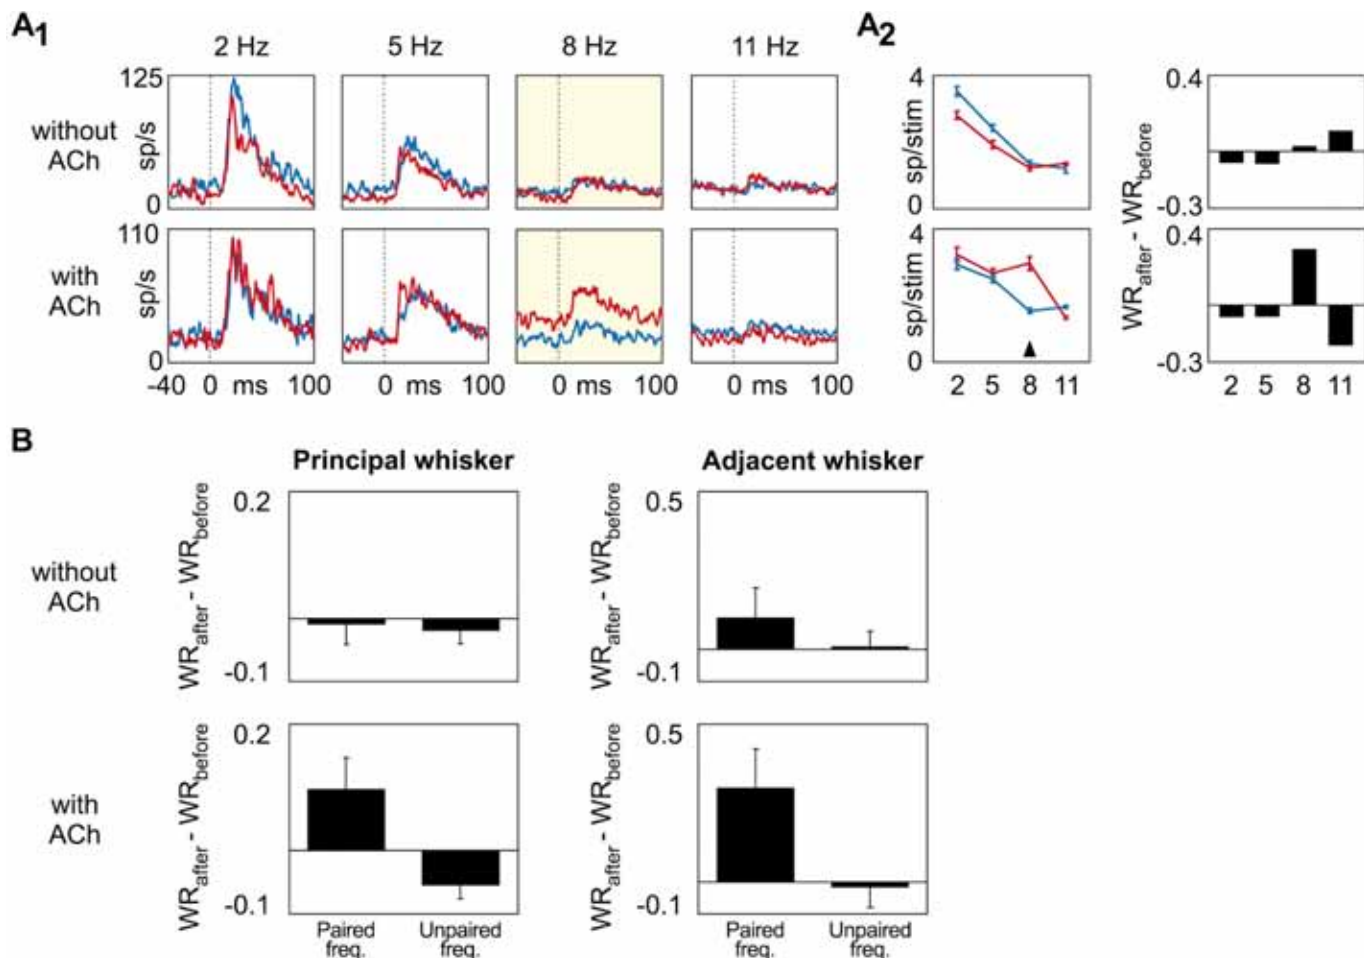 A1
A2
2 Hz
5 Hz
8 Hz
11 Hz
without
ACh
125
sp/s
0
4
sp/stim
0
0.4
-0.3
WRafter - WRbefore
with
ACh
110
sp/s
0
4
sp/stim
0
0.4
-0.3
-40 0 ms 100
0 ms 100
0 ms 100
0 ms 100
2 5 8 11
2 5 8 11
B
Principal whisker
Adjacent whisker
without
ACh
WRafter - WRbefore
0.2
-0.1
WRafter - WRbefore
0.5
-0.1
with
ACh
WRafter - WRbefore
0.2
-0.1
WRafter - WRbefore
0.5
-0.1
Paired
freq.
Unpaired
freq.
Paired
freq.
Unpaired
freq.